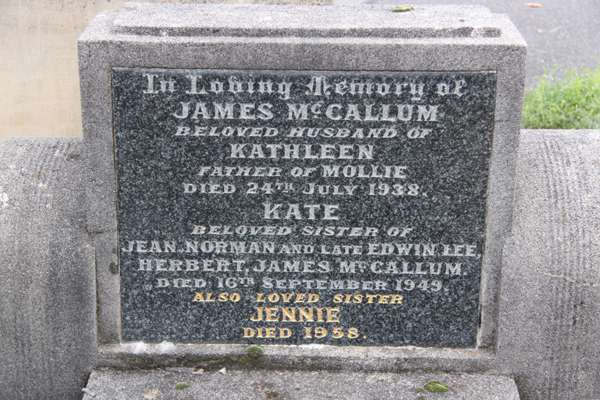 In Loving Memory of
JAMES McCALLUM
BELOVED HUSBAND OF
KATHLEEN
FATHER OF MOLLIE
DIED 24TH JULY 1938.
KATE
BELOVED SISTER OF
JEAN, NORMAN AND LATE EDWIN LEE,
HERBERT, JAMES McCALLUM.
DIED 16TH SEPTEMBER 1949.
ALSO LOVED SISTER
JENNIE
DIED 1958.